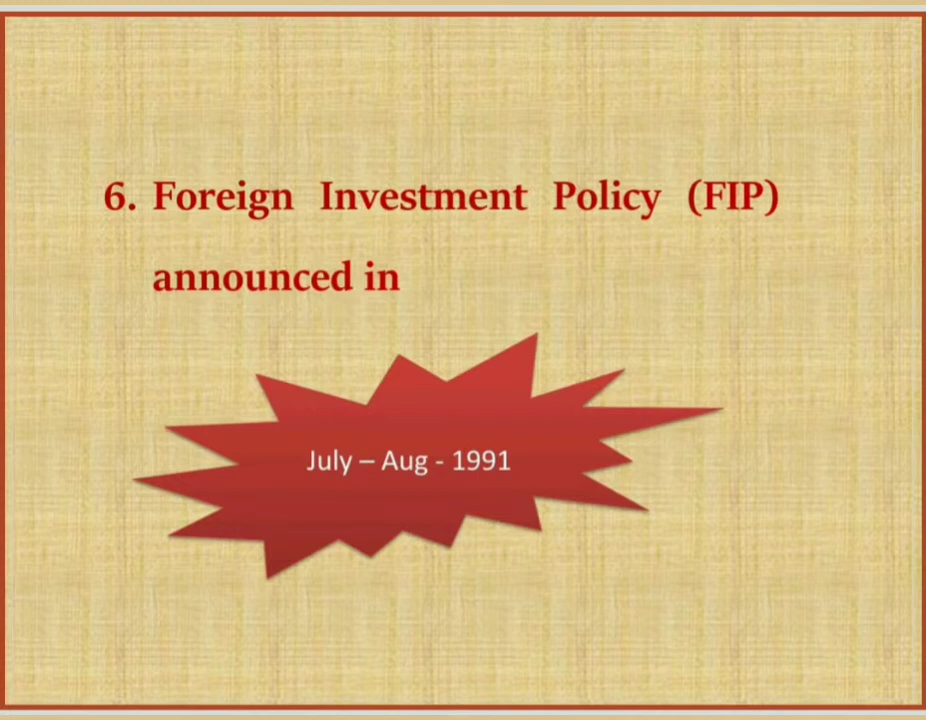 6. Foreign Investment Policy (FIP)
announced in
July – Aug - 1991